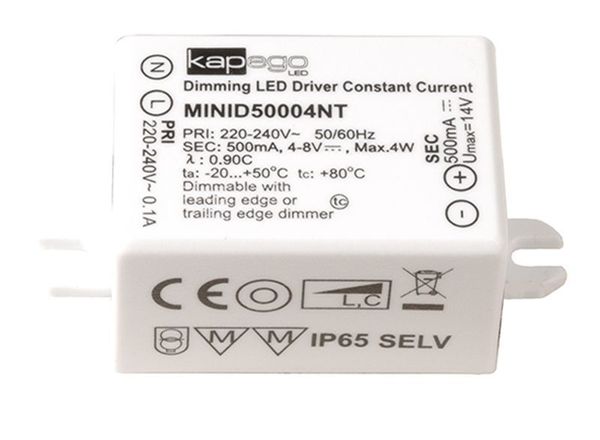 kapego
LED
Dimming LED Driver Constant Current
MINID50004NT
PRI: 220-240V~ 50/60Hz
SEC: 500mA, 4-8V⎓, Max.4W
λ : 0.90C
ta: -20...+50°C tc: +80°C
Dimmable with
leading edge or
trailing edge dimmer
tc
N
L
PRI
220-240V~ 0.1A
SEC
500mA ⎓
Umax=14V
+
-
CE
L,C
M M IP65 SELV